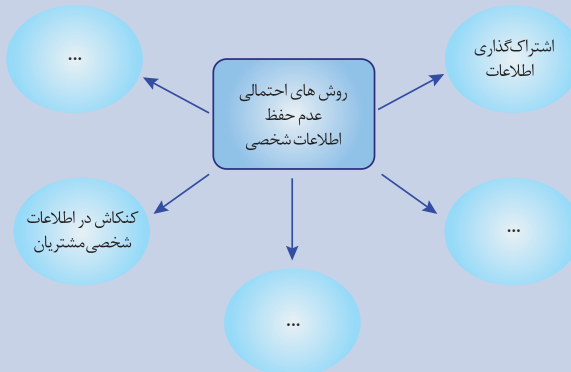 اشتراک‌گذاری
اطلاعات
...
روش های احتمالی
عدم حفظ
اطلاعات شخصی
کنکاش در اطلاعات
شخصی مشتریان
...
...